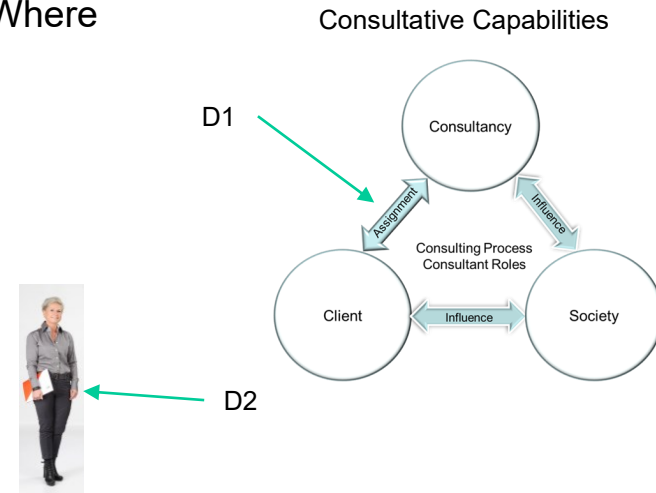 Where
Consultative Capabilities
D1
Consultancy
Assignment
Influence
Consulting Process
Consultant Roles
Client
Influence
Society
D2